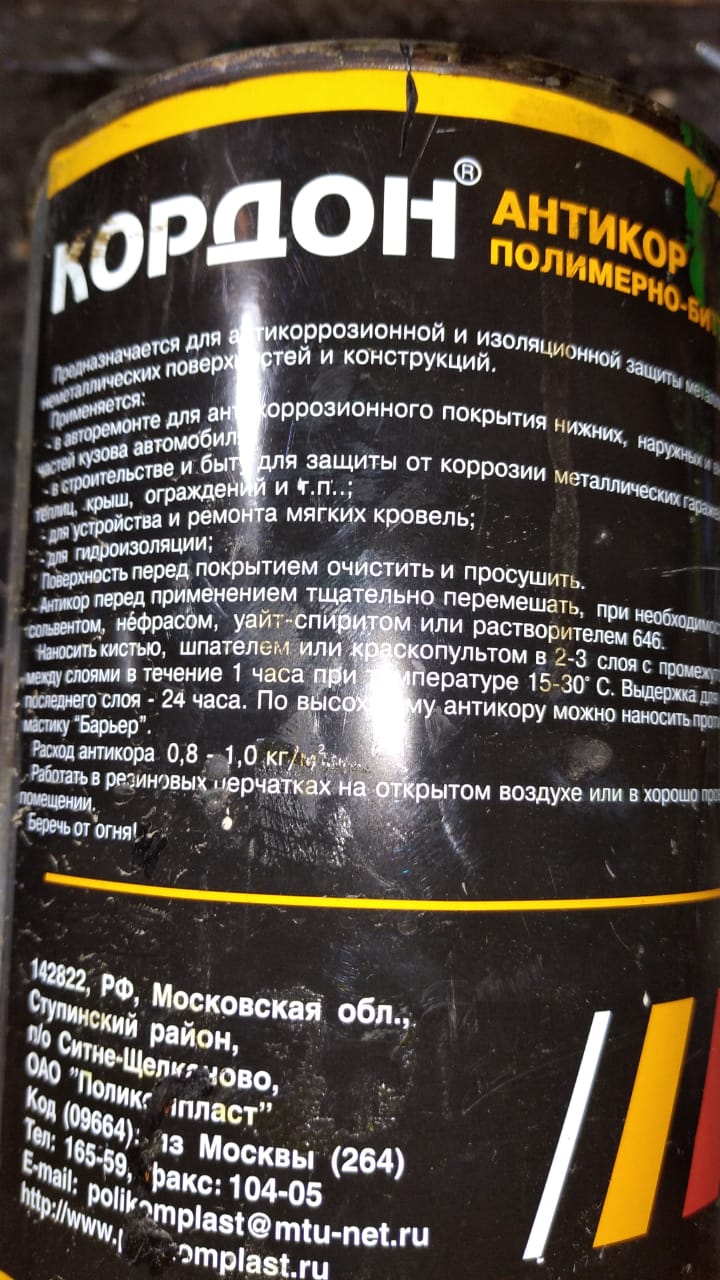 КОРДОН®
АНТИКОР
ПОЛИМЕРНО-БИТ
Предназначается для антикоррозионной и изоляционной защиты
неметаллических поверхностей и конструкций.
Применяется:
- в авторемонте для антикоррозионного покрытия нижних, наружных и
частей кузова автомобиля
- в строительстве и быту для защиты от коррозии металлических
теплиц, крыш, ограждений и т.п..;
- для устройства и ремонта мягких кровель;
- для гидроизоляции;
Поверхность перед покрытием очистить и просушить.
Антикор перед применением тщательно перемешать, при
сольвентом, нефрасом, уайт-спиритом или растворителем 646.
Наносить кистью, шпателем или краскопультом в 2-3 слоя с
между слоями в течение 1 часа при температуре 15-30° С. Выдержка
последнего слоя - 24 часа. По высохшему антикору можно наносить
мастику “Барьер”.
Расход антикора 0,8 - 1,0 кг/м²
Работать в резиновых перчатках на открытом воздухе или в хорошо
помещении.
Беречь от огня!
142822, РФ, Московская обл.,
Ступинский район,
п/о Ситне-Щелканово,
ОАО ”Поликомпласт”
Код (09664): из Москвы (264)
Тел: 165-59, факс: 104-05
E-mail: polikomplast@mtu-net.ru
http://www.polikomplast.ru